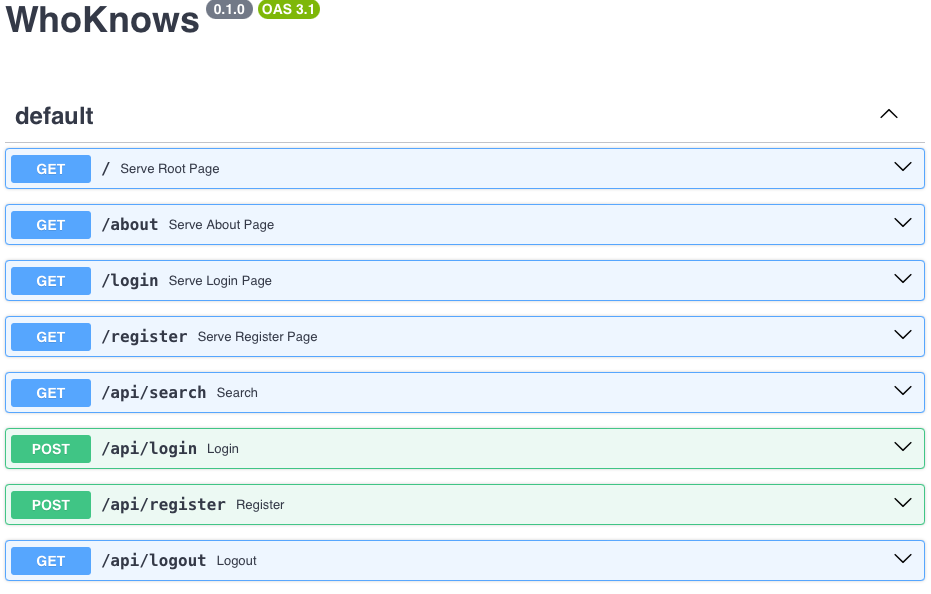 WhoKnows 0.1.0 OAS 3.1
default
GET / Serve Root Page
GET /about Serve About Page
GET /login Serve Login Page
GET /register Serve Register Page
GET /api/search Search
POST /api/login Login
POST /api/register Register
GET /api/logout Logout